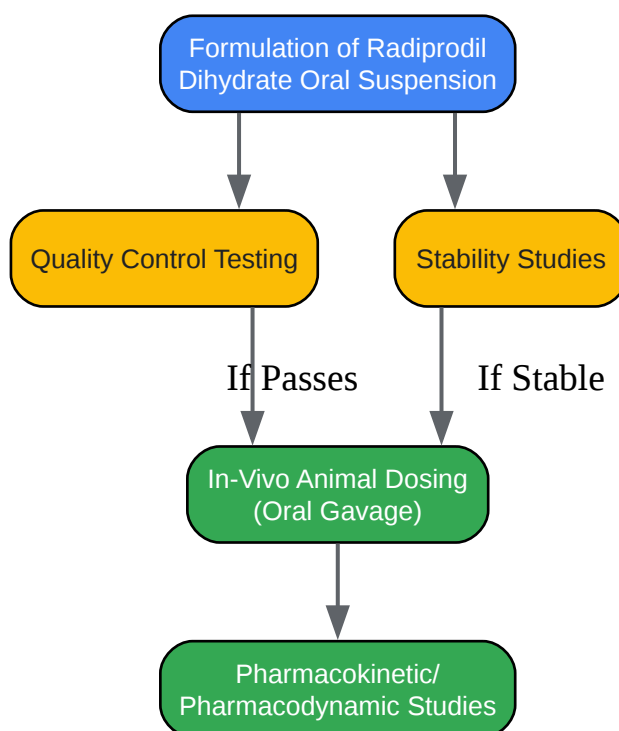 Formulation of Radiprodil
Dihydrate Oral Suspension
Quality Control Testing
Stability Studies
If Passes
If Stable
In-Vivo Animal Dosing
(Oral Gavage)
Pharmacokinetic/
Pharmacodynamic Studies